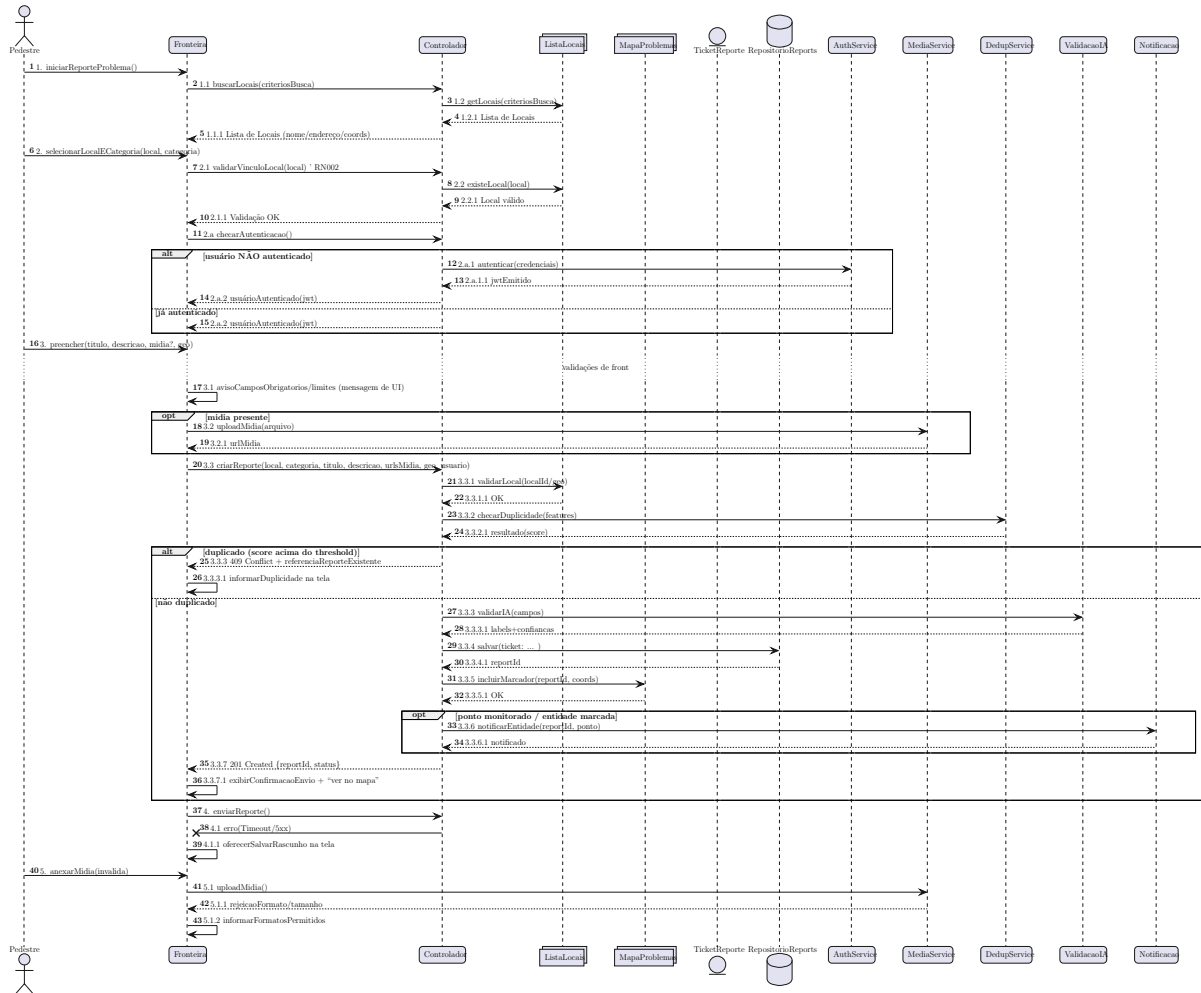 Pedestre
Fronteira
Controlador
ListaLocais
MapaProblemas
TicketReporte
RepositorioReports
AuthService
MediaService
DedupService
ValidacaoIA
Notificacao
1 1. iniciarReporteProblema()
2 1.1 buscarLocais(criteriosBusca)
3 1.2 getLocais(criteriosBusca)
4 1.2.1 Lista de Locais
5 1.1.1 Lista de Locais (nome/endereço/coords)
6 2. selecionarLocalECategoria(local, categoria)
7 2.1 validarVinculoLocal(local) ' RN002
8 2.2 existeLocal(local)
9 2.2.1 Local válido
10 2.1.1 Validação OK
11 2.a checarAutenticacao()
alt [usuário NÃO autenticado]
12 2.a.1 autenticar(credenciais)
13 2.a.1.1 jwtEmitido
14 2.a.2 usuárioAutenticado(jwt)
[já autenticado]
15 2.a.2 usuárioAutenticado(jwt)
16 3. preencher(titulo, descricao, midia?, geo)
validações de front
17 3.1 avisoCamposObrigatorios/limites (mensagem de UI)
opt [midia presente]
18 3.2 uploadMidia(arquivo)
19 3.2.1 urlMidia
20 3.3 criarReporte(local, categoria, titulo, descricao, urlsMidia, geo, usuario)
21 3.3.1 validarLocal(localId/geo)
22 3.3.1.1 OK
23 3.3.2 checarDuplicidade(features)
24 3.3.2.1 resultado(score)
alt [duplicado (score acima do threshold)]
25 3.3.3 409 Conflict + referenciaReporteExistente
26 3.3.3.1 informarDuplicidade na tela
[não duplicado]
27 3.3.3 validarIA(campos)
28 3.3.3.1 labels+confiancas
29 3.3.4 salvar(ticket: ... )
30 3.3.4.1 reportId
31 3.3.5 incluirMarcador(reportId, coords)
32 3.3.5.1 OK
opt [ponto monitorado / entidade marcada]
33 3.3.6 notificarEntidade(reportId, ponto)
34 3.3.6.1 notificado
35 3.3.7 201 Created {reportId, status}
36 3.3.7.1 exibirConfirmacaoEnvio + “ver no mapa”
37 4. enviarReporte()
38 4.1 erro(Timeout/5xx)
39 4.1.1 oferecerSalvarRascunho na tela
40 5. anexarMidia(invalida)
41 5.1 uploadMidia()
42 5.1.1 rejeicaoFormato/tamanho
43 5.1.2 informarFormatosPermitidos
Pedestre
Fronteira
Controlador
ListaLocais
MapaProblemas
TicketReporte
RepositorioReports
AuthService
MediaService
DedupService
ValidacaoIA
Notificacao